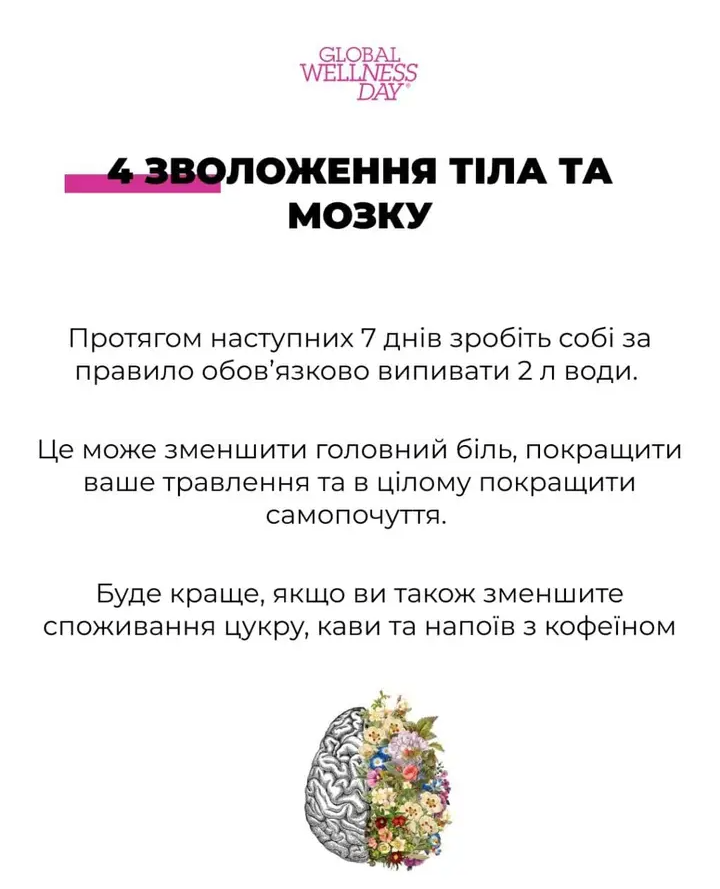 GLOBAL
WELLNESS
DAY®
4 ЗВОЛОЖЕННЯ ТІЛА ТА
МОЗКУ
Протягом наступних 7 днів зробіть собі за
правило обов’язково випивати 2 л води.
Це може зменшити головний біль, покращити
ваше травлення та в цілому покращити
самопочуття.
Буде краще, якщо ви також зменшите
споживання цукру, кави та напоїв з кофеїном